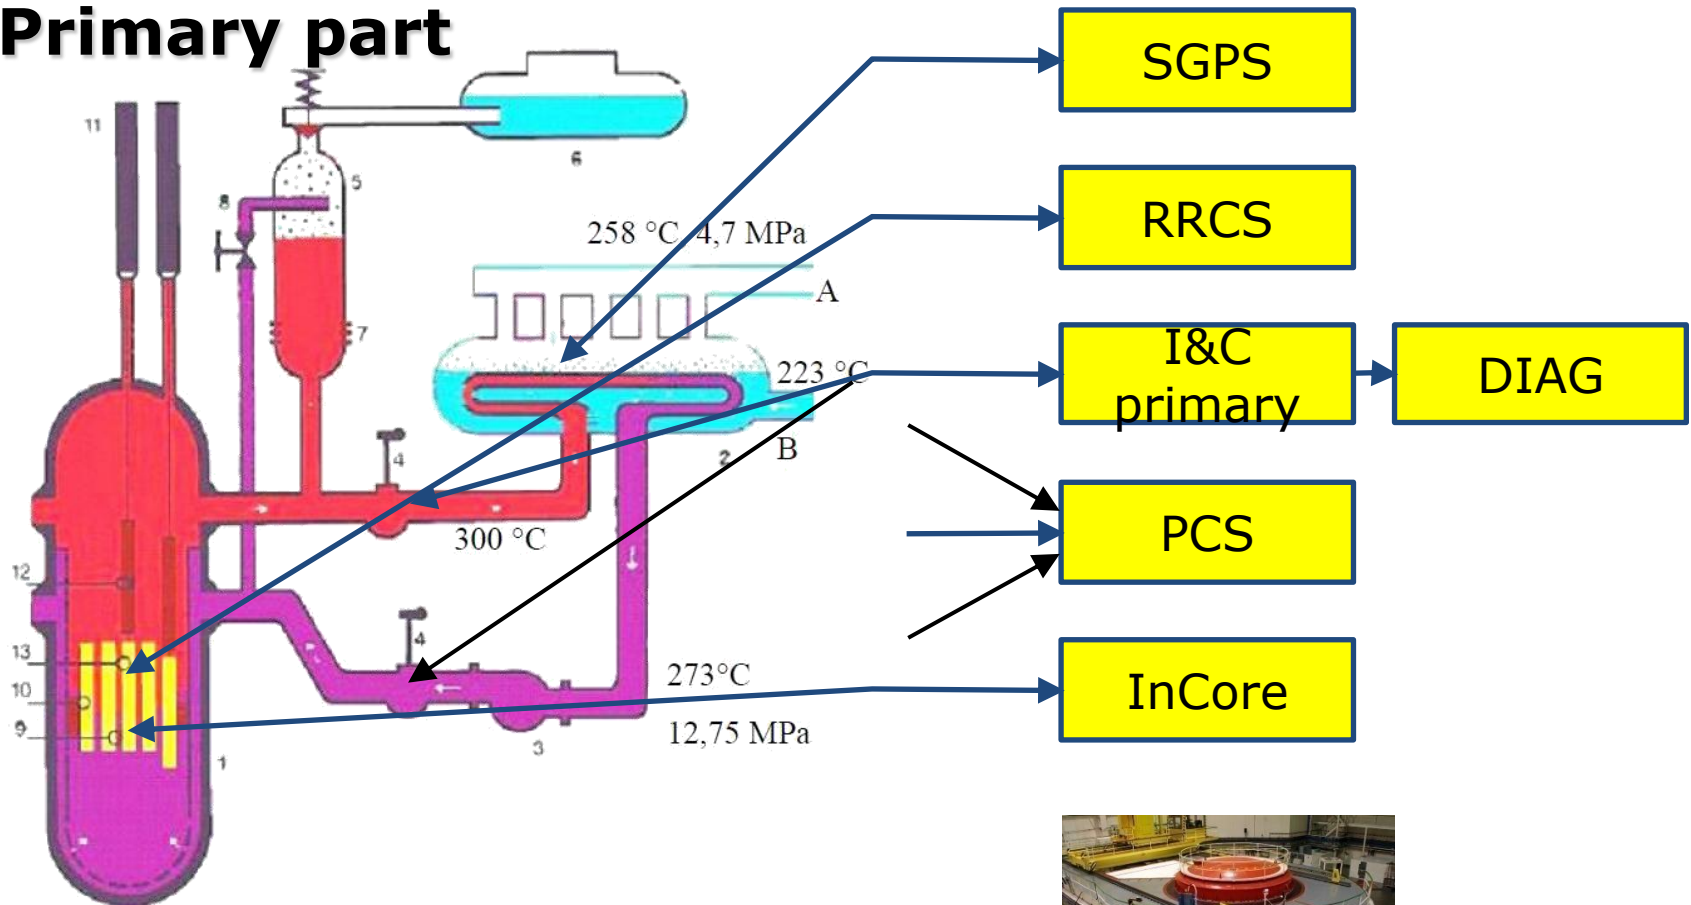 Primary part
SGPS
11
6
5
8
RRCS
258 °C 4,7 MPa
A
7
I&C
primary
DIAG
223 °C
4
2
B
300 °C
PCS
12
4
13
273°C
10
InCore
9
12,75 MPa
3
1